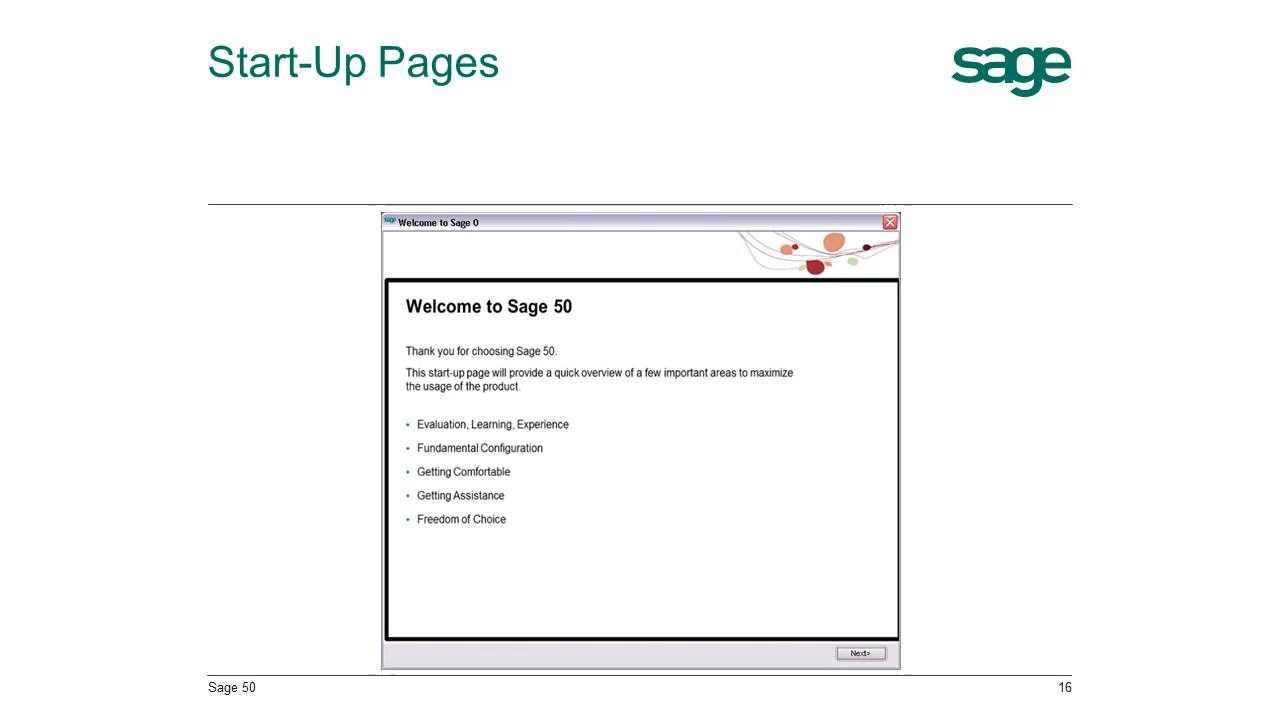 Start-Up Pages
sage
sage Welcome to Sage 0
Welcome to Sage 50
Thank you for choosing Sage 50.
This start-up page will provide a quick overview of a few important areas to maximize
the usage of the product.
• Evaluation, Learning, Experience
• Fundamental Configuration
• Getting Comfortable
• Getting Assistance
• Freedom of Choice
Next>
Sage 50
16